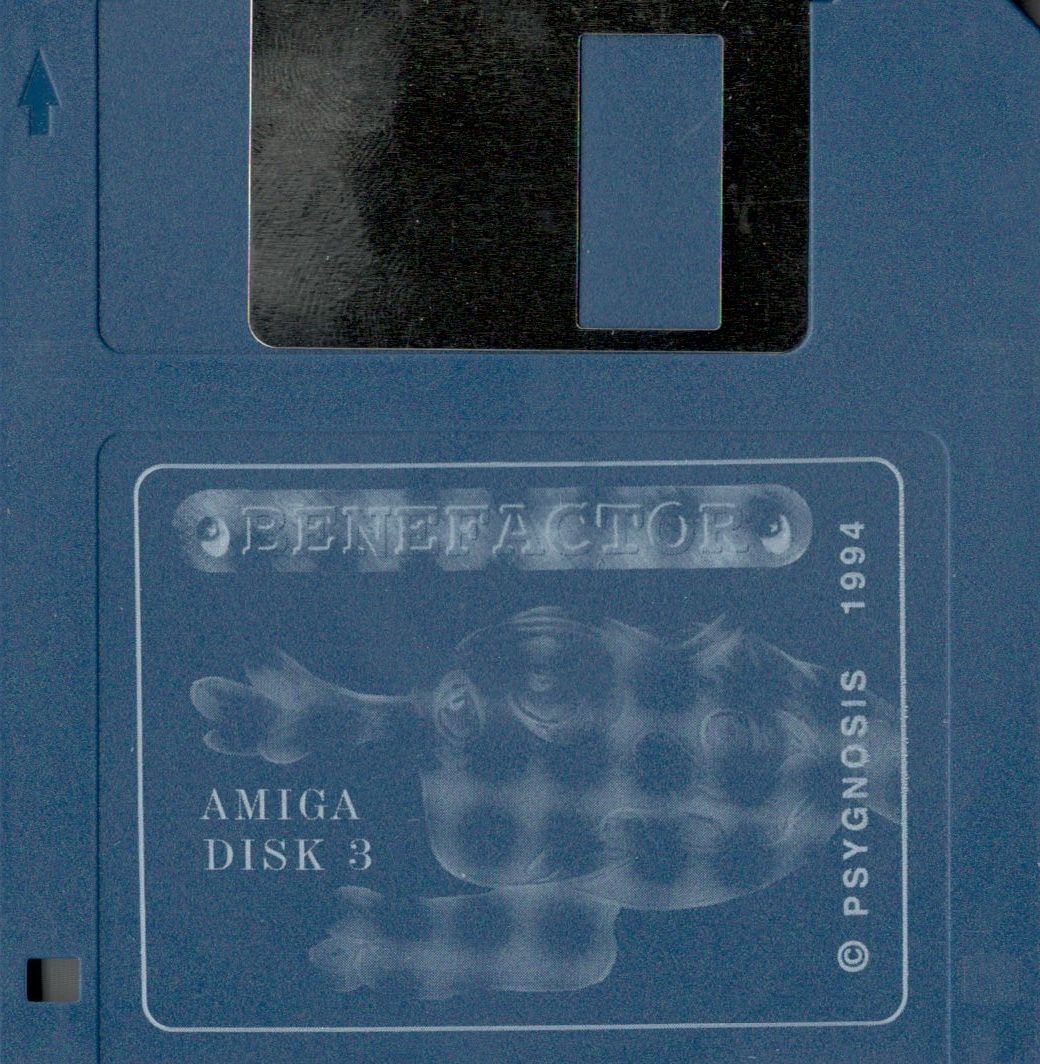 BENEFACTOR
AMIGA
DISK 3
© PSYGNOSIS 1994